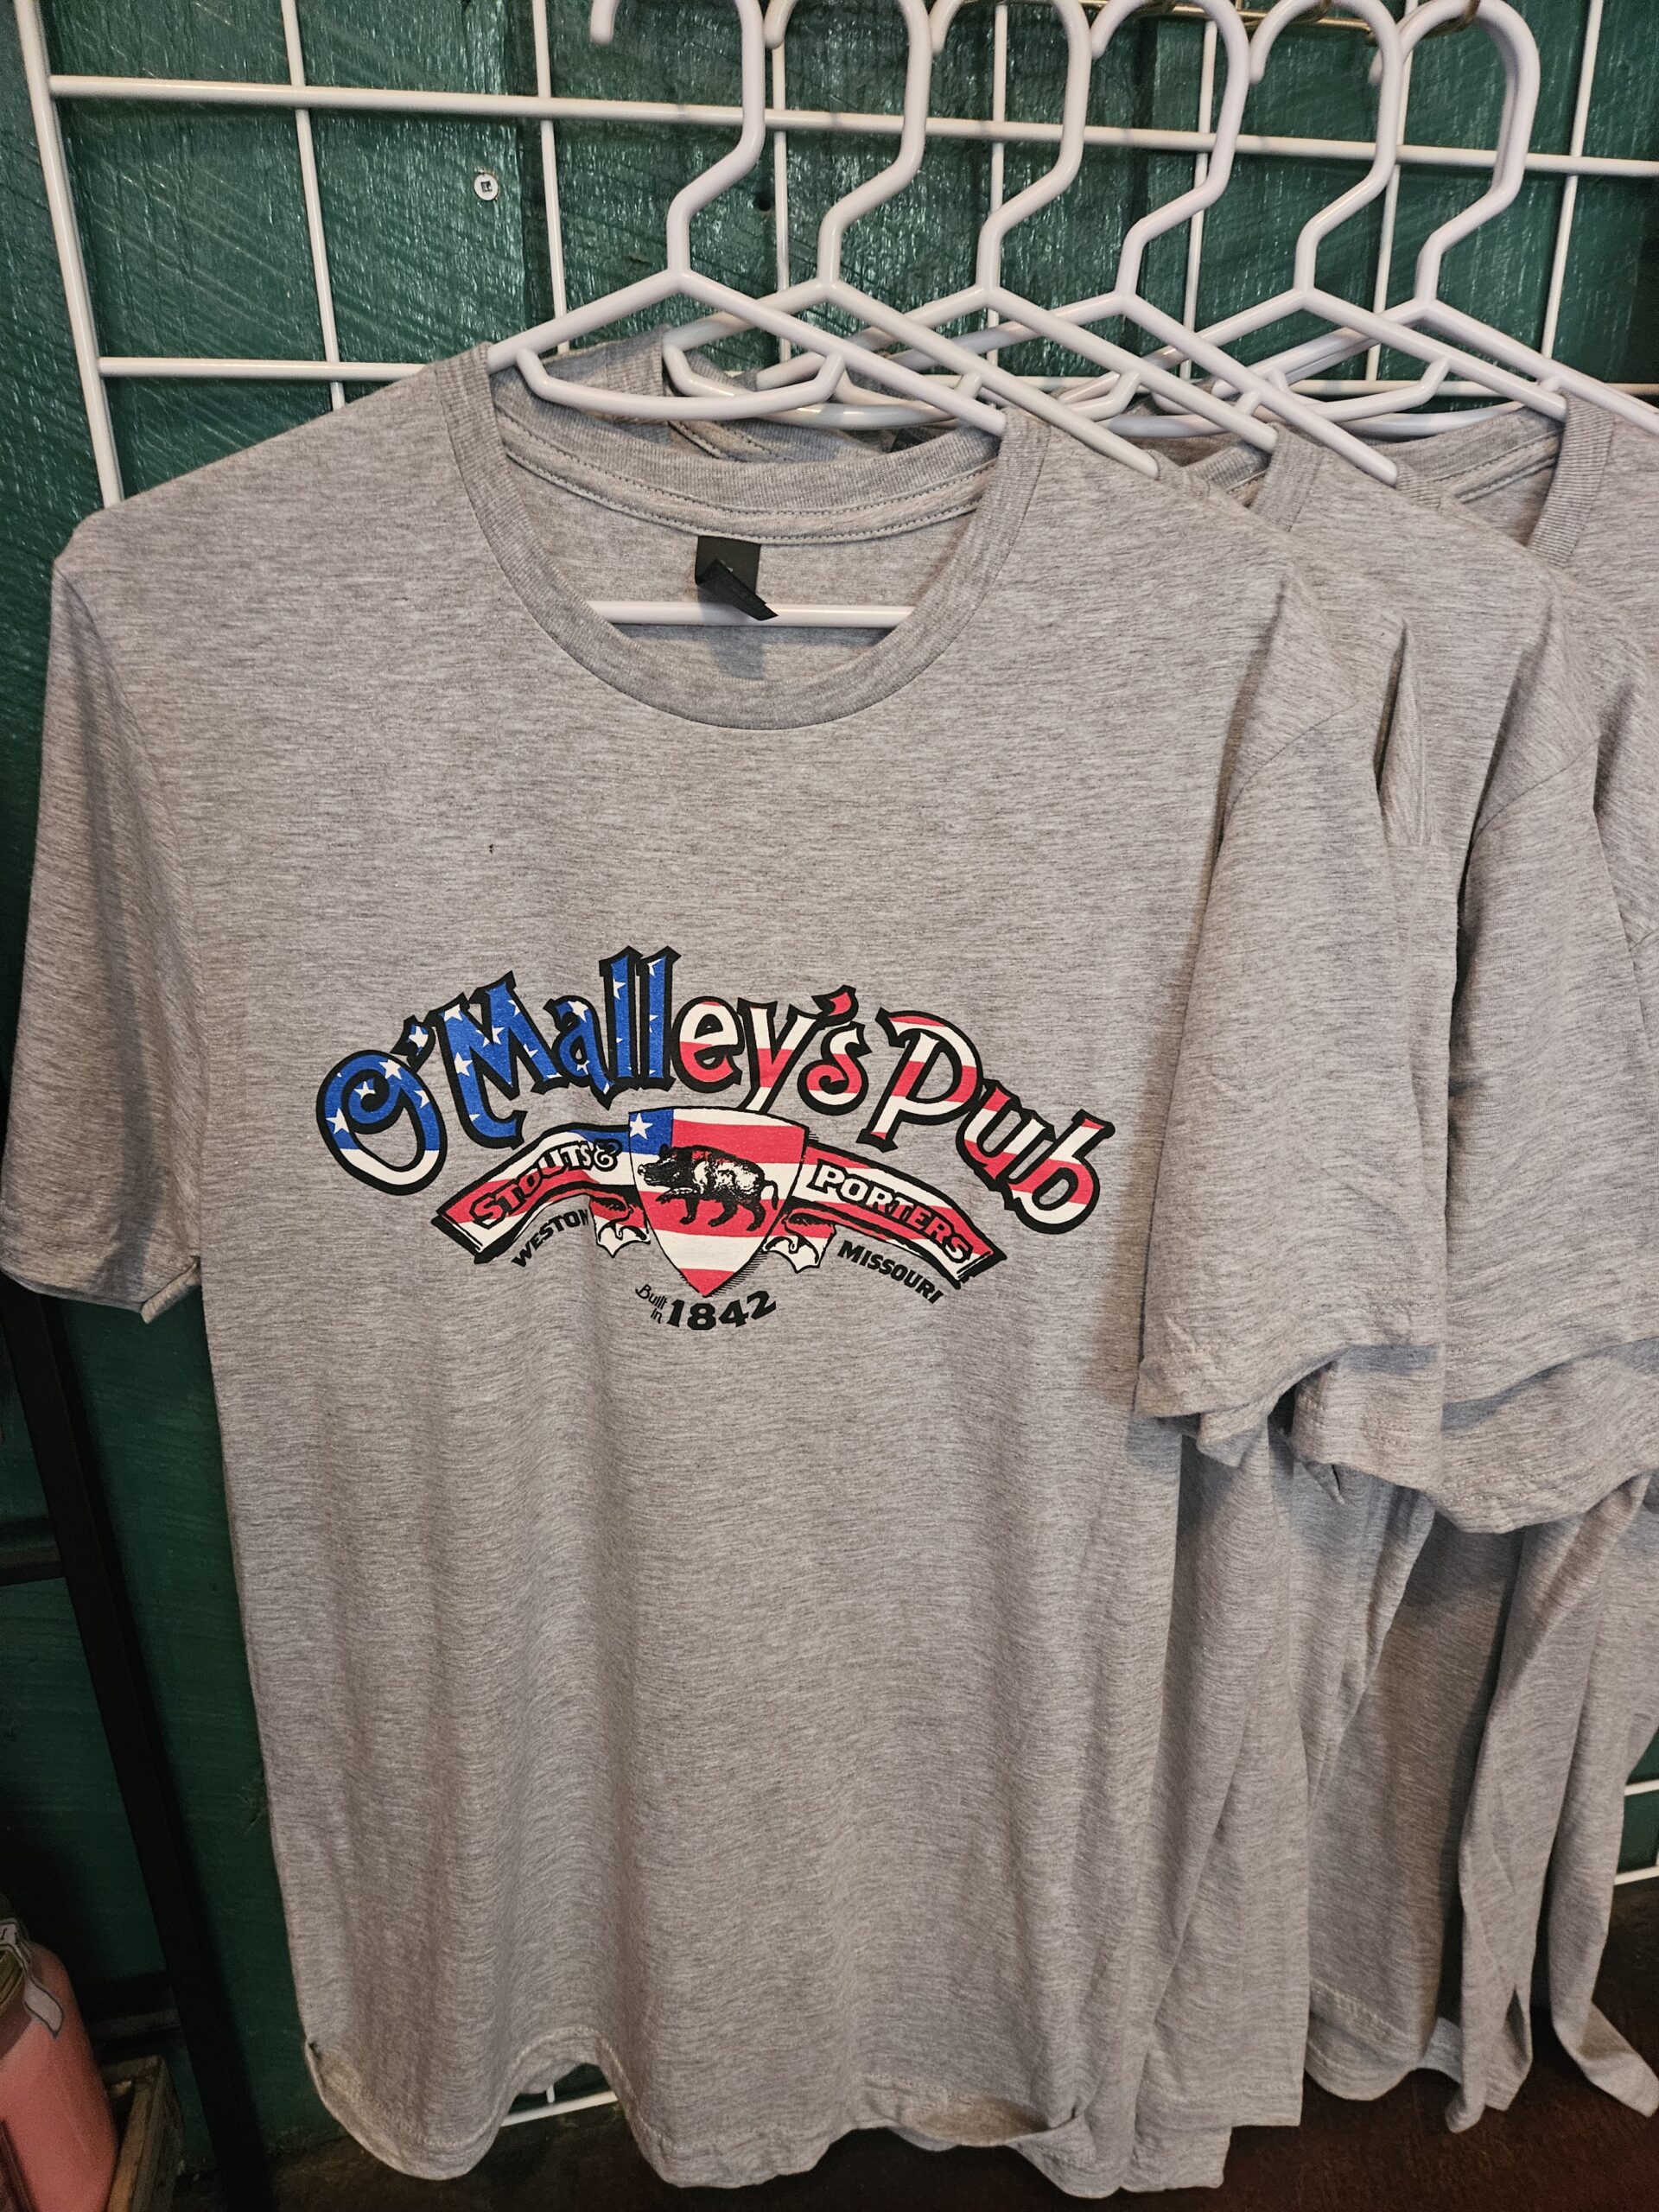 O'Malley's Pub
STOUTS & PORTERS
WESTON MISSOURI
Built in 1842